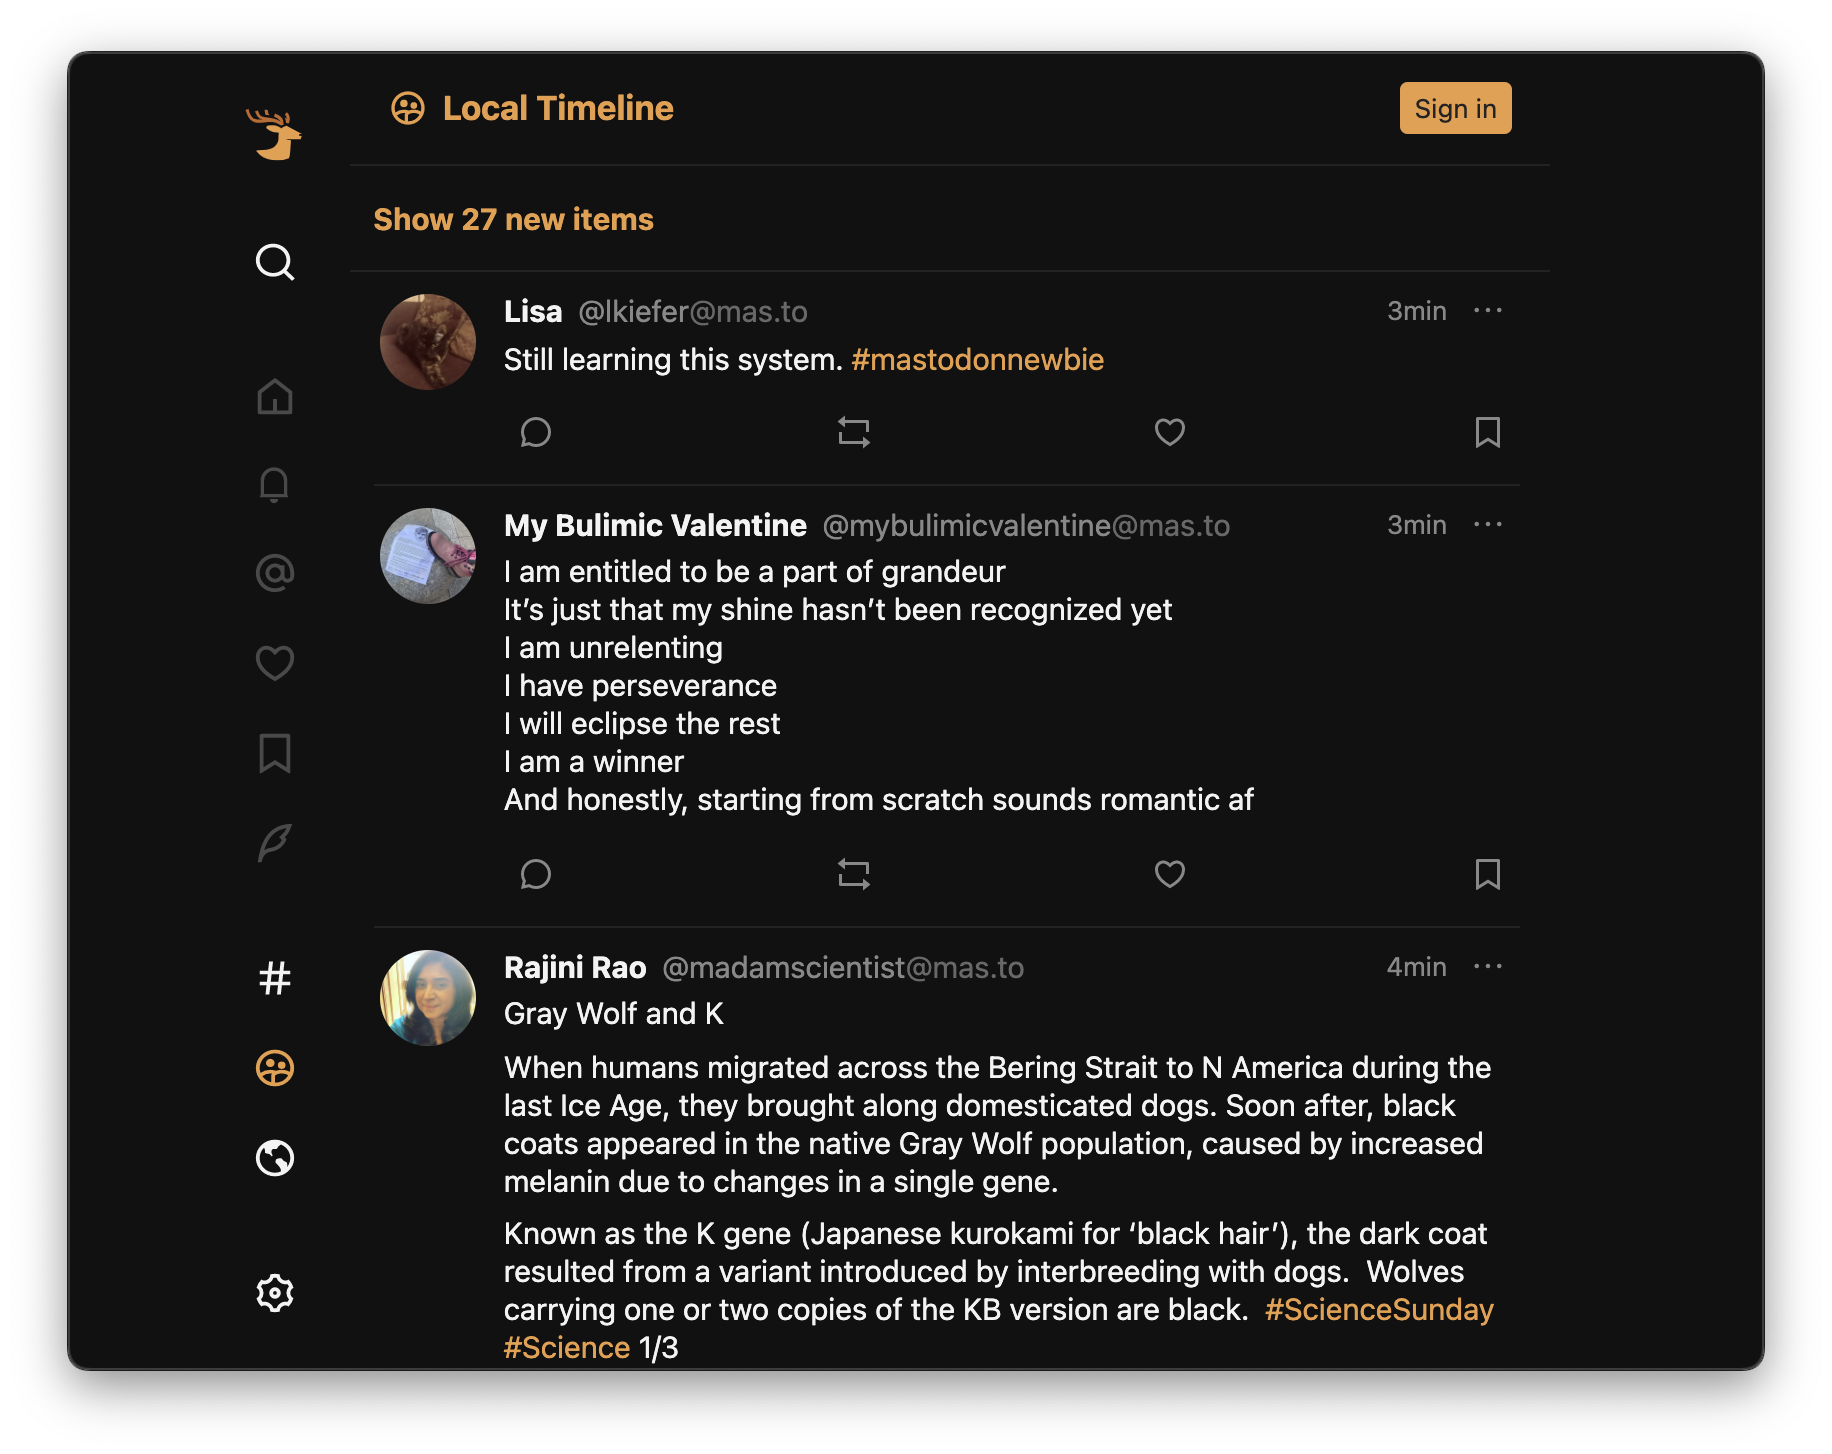 Local Timeline
Sign in
Show 27 new items
Lisa @lkiefer@mas.to 3min
Still learning this system. #mastodonnewbie
My Bulimic Valentine @mybulimicvalentine@mas.to 3min
I am entitled to be a part of grandeur
It’s just that my shine hasn’t been recognized yet
I am unrelenting
I have perseverance
I will eclipse the rest
I am a winner
And honestly, starting from scratch sounds romantic af
Rajini Rao @madamscientist@mas.to 4min
Gray Wolf and K
When humans migrated across the Bering Strait to N America during the
last Ice Age, they brought along domesticated dogs. Soon after, black
coats appeared in the native Gray Wolf population, caused by increased
melanin due to changes in a single gene.
Known as the K gene (Japanese kurokami for ‘black hair’), the dark coat
resulted from a variant introduced by interbreeding with dogs.  Wolves
carrying one or two copies of the KB version are black.  #ScienceSunday
#Science 1/3